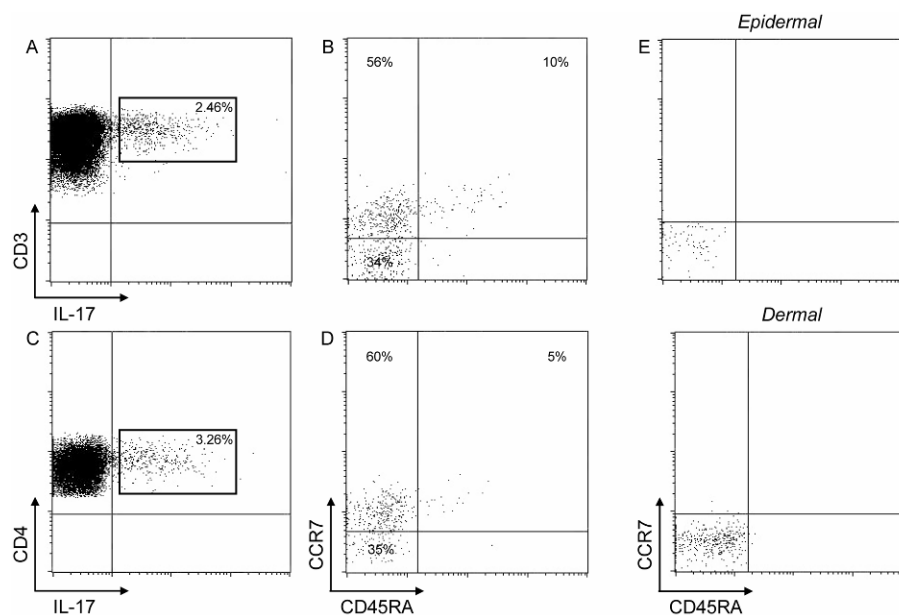 A
2.46%
CD3
IL-17
B
56%
10%
34%
Epidermal
E
C
3.26%
CD4
IL-17
D
60%
5%
35%
CCR7
CD45RA
Dermal
CCR7
CD45RA